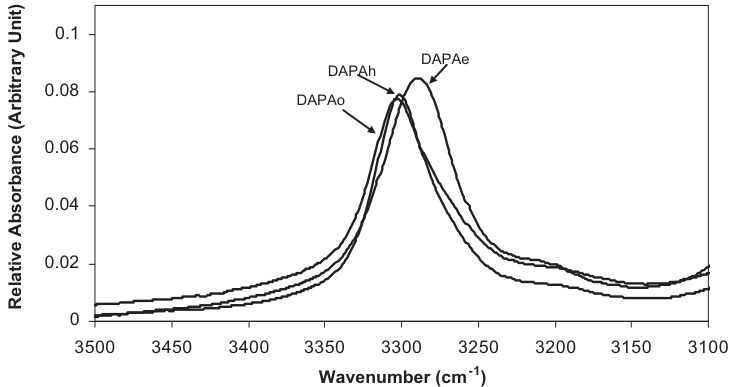 Relative Absorbance (Arbitrary Unit)
0.1
0.08
0.06
0.04
0.02
0
DAPAe
DAPAh
DAPAo
3500 3450 3400 3350 3300 3250 3200 3150 3100
Wavenumber (cm⁻¹)